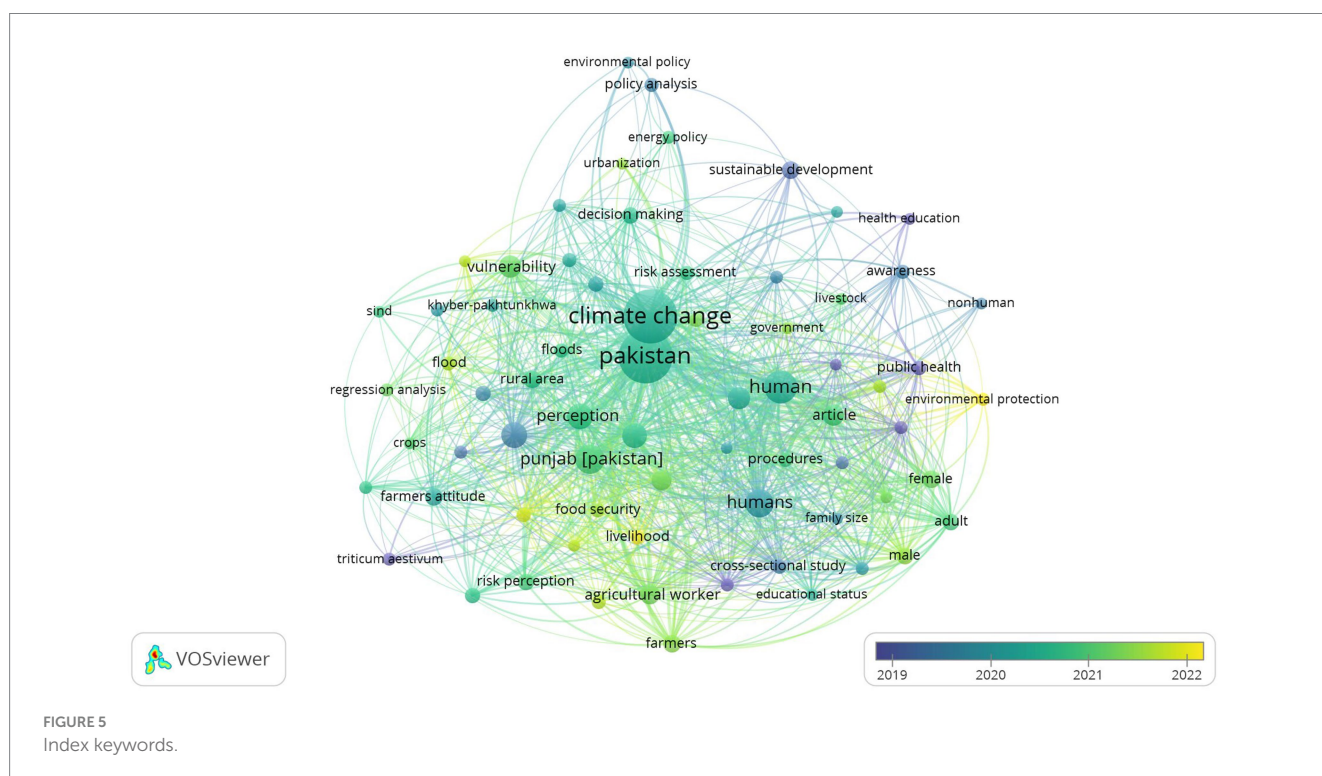 environmental policy
policy analysis
energy policy
urbanization
sustainable development
decision making
health education
vulnerability
risk assessment
awareness
sind
khyber-pakhtunkhwa
livestock
nonhuman
climate change
government
floods
pakistan
flood
public health
rural area
regression analysis
human
environmental protection
perception
article
crops
punjab [pakistan]
procedures
female
farmers attitude
food security
humans
family size
adult
livelihood
triticum aestivum
male
risk perception
cross-sectional study
agricultural worker
educational status
farmers
VOSviewer
2019
2020
2021
2022
FIGURE 5
Index keywords.